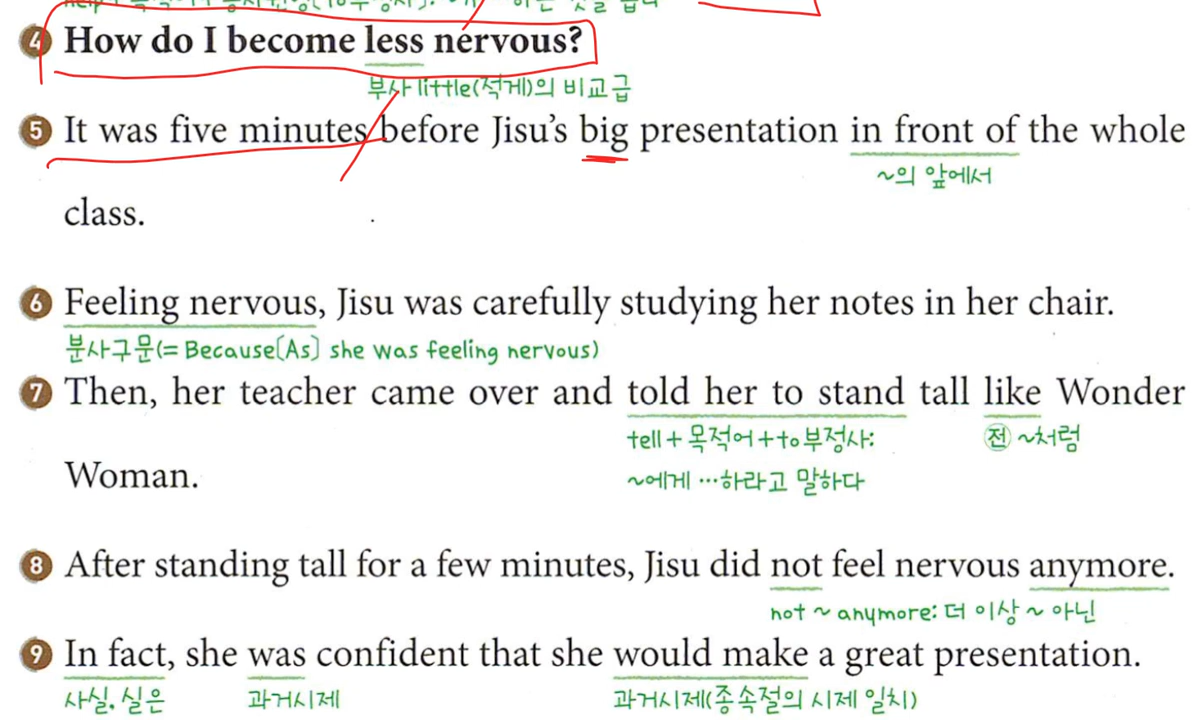 ④ How do I become less nervous?
부사 little(적게)의 비교급
⑤ It was five minutes before Jisu's big presentation in front of the whole
~의 앞에서
class.
⑥ Feeling nervous, Jisu was carefully studying her notes in her chair.
분사구문(= Because[As] she was feeling nervous)
⑦ Then, her teacher came over and told her to stand tall like Wonder
tell + 목적어 + to부정사: 전 ~처럼
Woman.
~에게 …하라고 말하다
⑧ After standing tall for a few minutes, Jisu did not feel nervous anymore.
not ~ anymore: 더 이상 ~ 아닌
⑨ In fact, she was confident that she would make a great presentation.
사실, 실은 과거시제 과거시제(종속절의 시제 일치)